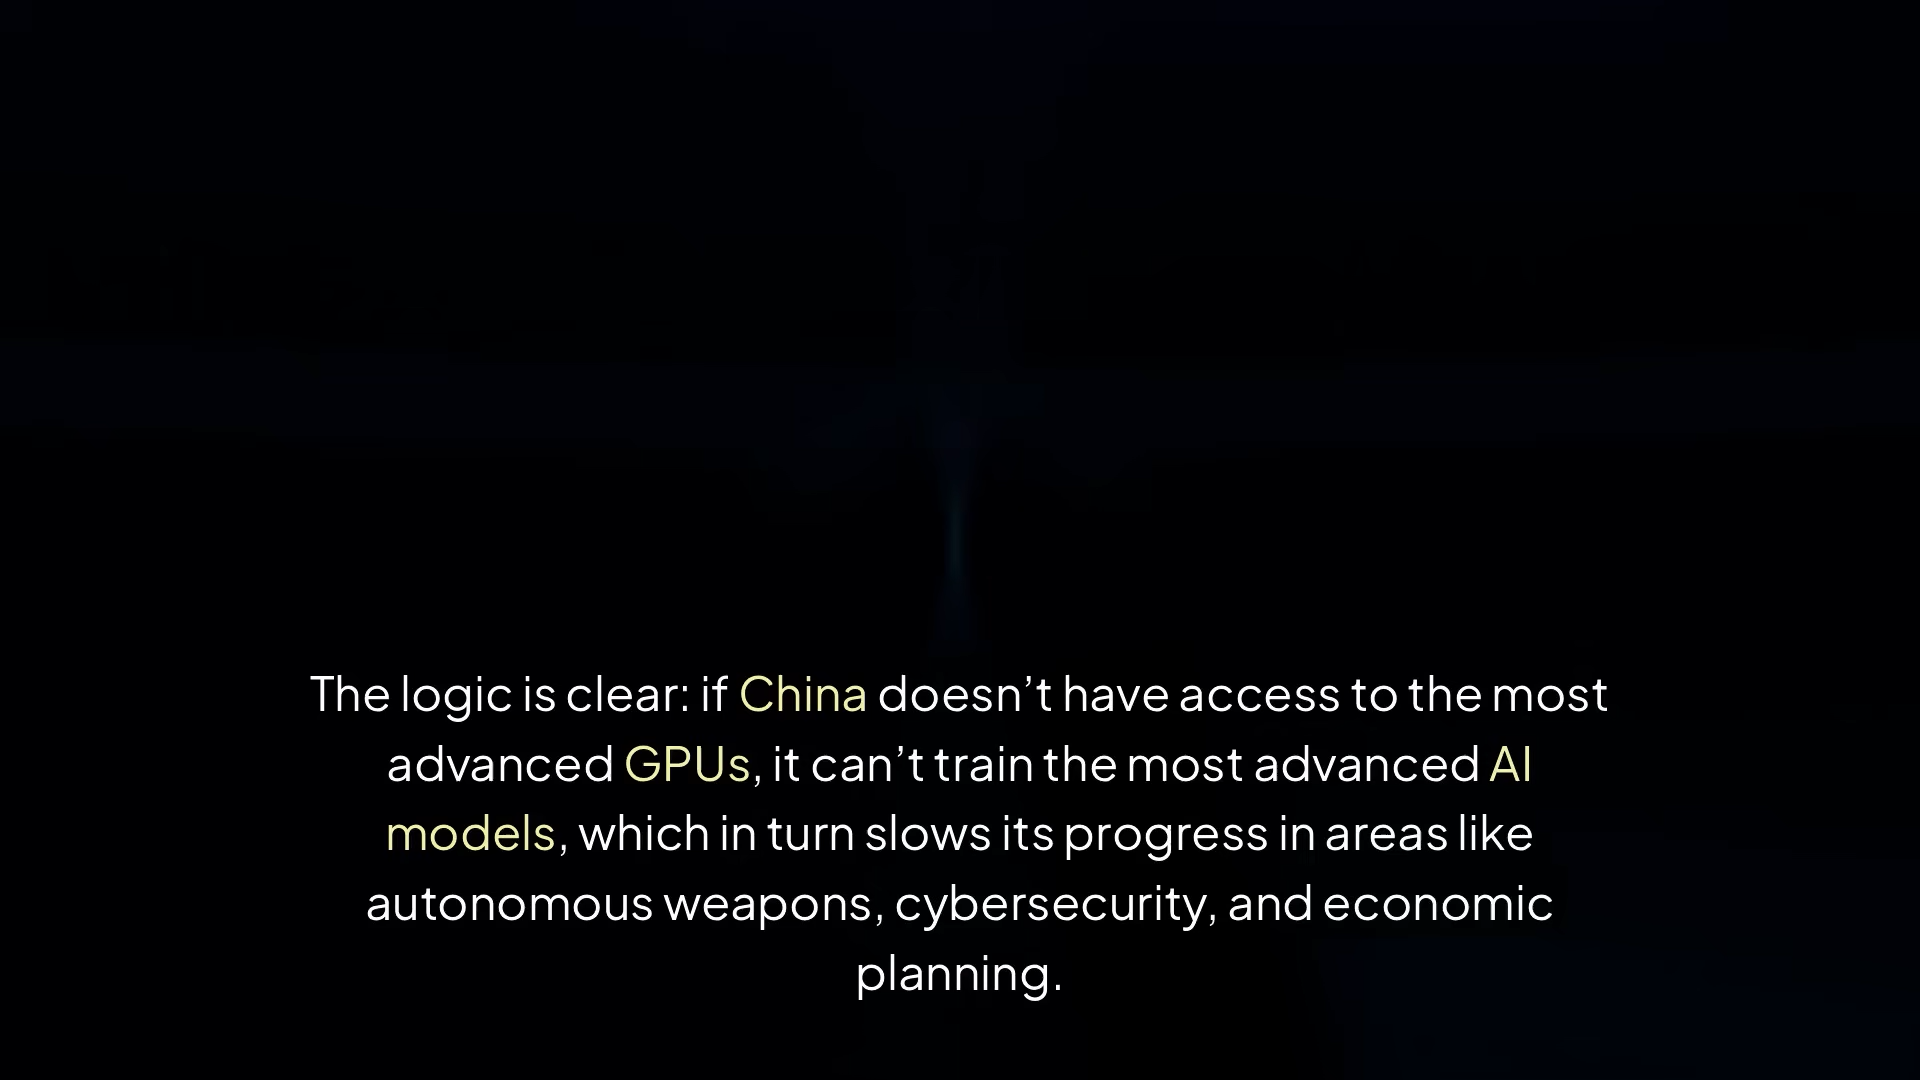 The logic is clear: if China doesn’t have access to the most
advanced GPUs, it can’t train the most advanced AI
models, which in turn slows its progress in areas like
autonomous weapons, cybersecurity, and economic
planning.